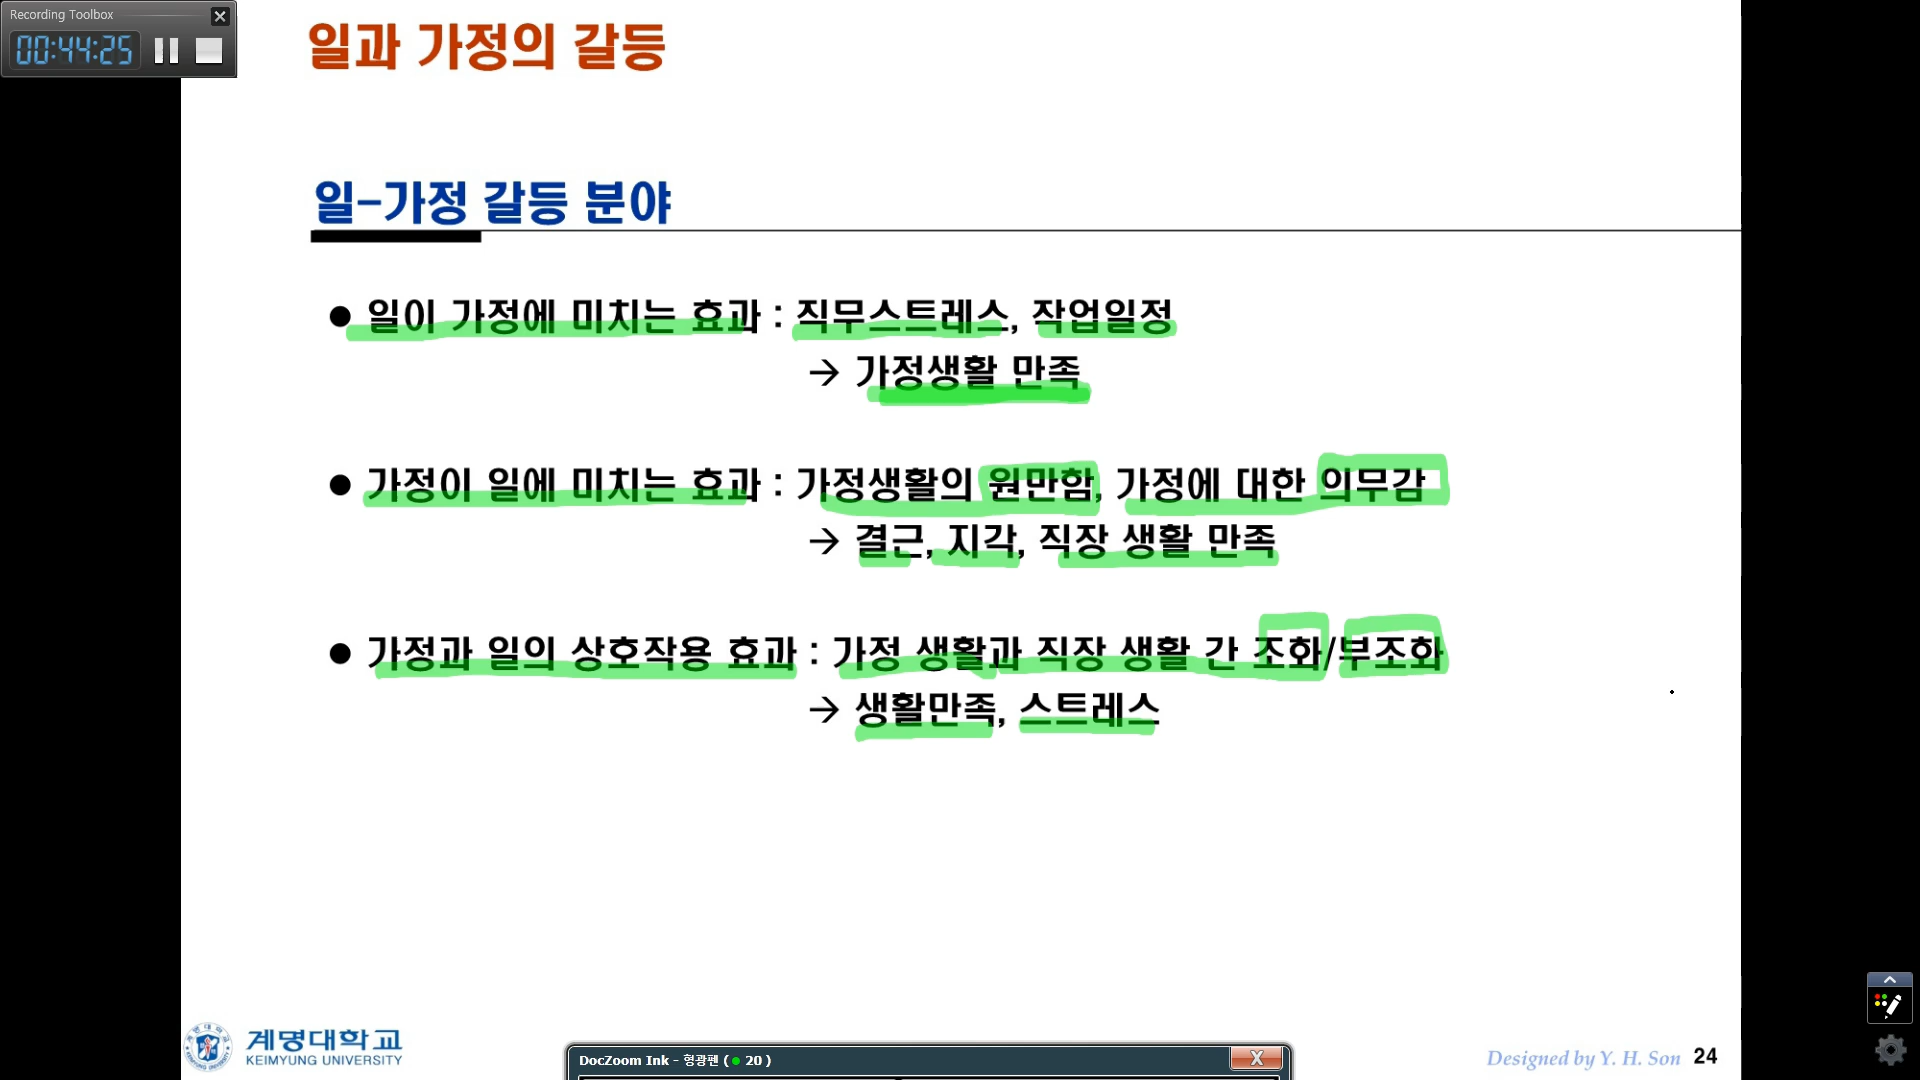 Recording Toolbox
00:44:25
일과 가정의 갈등
일-가정 갈등 분야
● 일이 가정에 미치는 효과 : 직무스트레스, 작업일정
→ 가정생활 만족
● 가정이 일에 미치는 효과 : 가정생활의 원만함, 가정에 대한 의무감
→ 결근, 지각, 직장 생활 만족
● 가정과 일의 상호작용 효과 : 가정 생활과 직장 생활 간 조화/부조화
→ 생활만족, 스트레스
계명대학교
KEIMYUNG UNIVERSITY
DocZoom Ink - 형광펜 ( ● 20 )
Designed by Y. H. Son 24